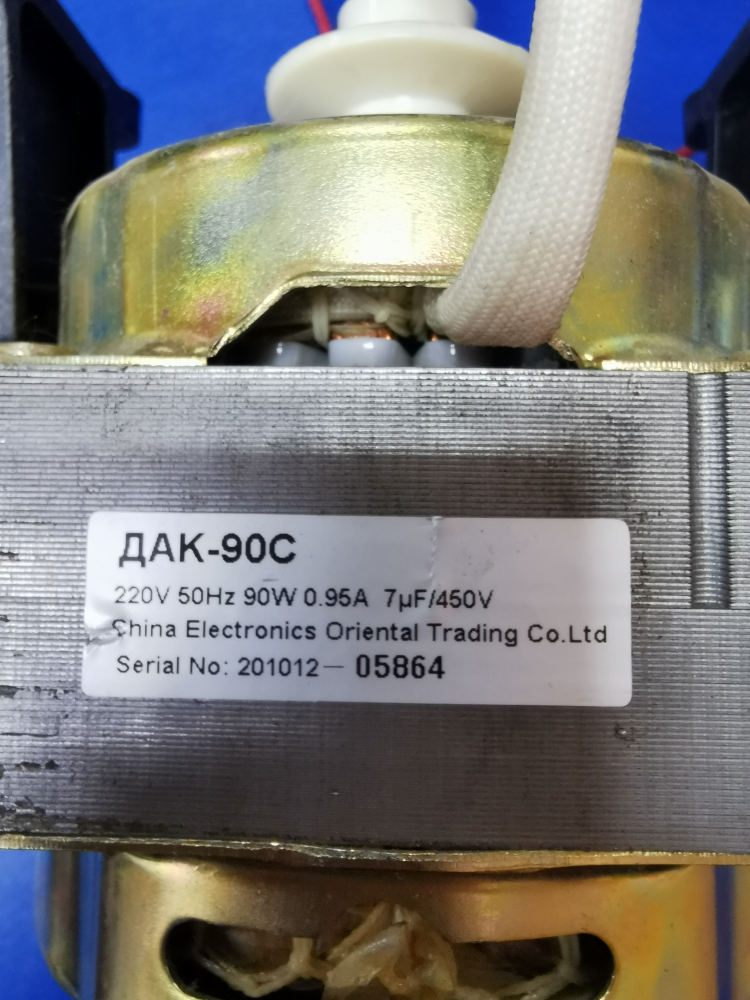 ДАК-90С
220V 50Hz 90W 0.95A 7µF/450V
China Electronics Oriental Trading Co.Ltd
Serial No: 201012— 05864